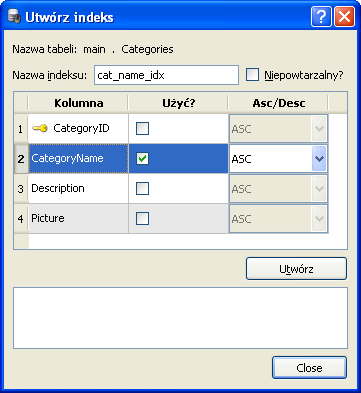 Utwórz indeks
Nazwa tabeli: main . Categories
Nazwa indeksu: cat_name_idx Niepowtarzalny?
Kolumna Użyć? Asc/Desc
1 CategoryID ASC
2 CategoryName ASC
3 Description ASC
4 Picture ASC
Utwórz
Close